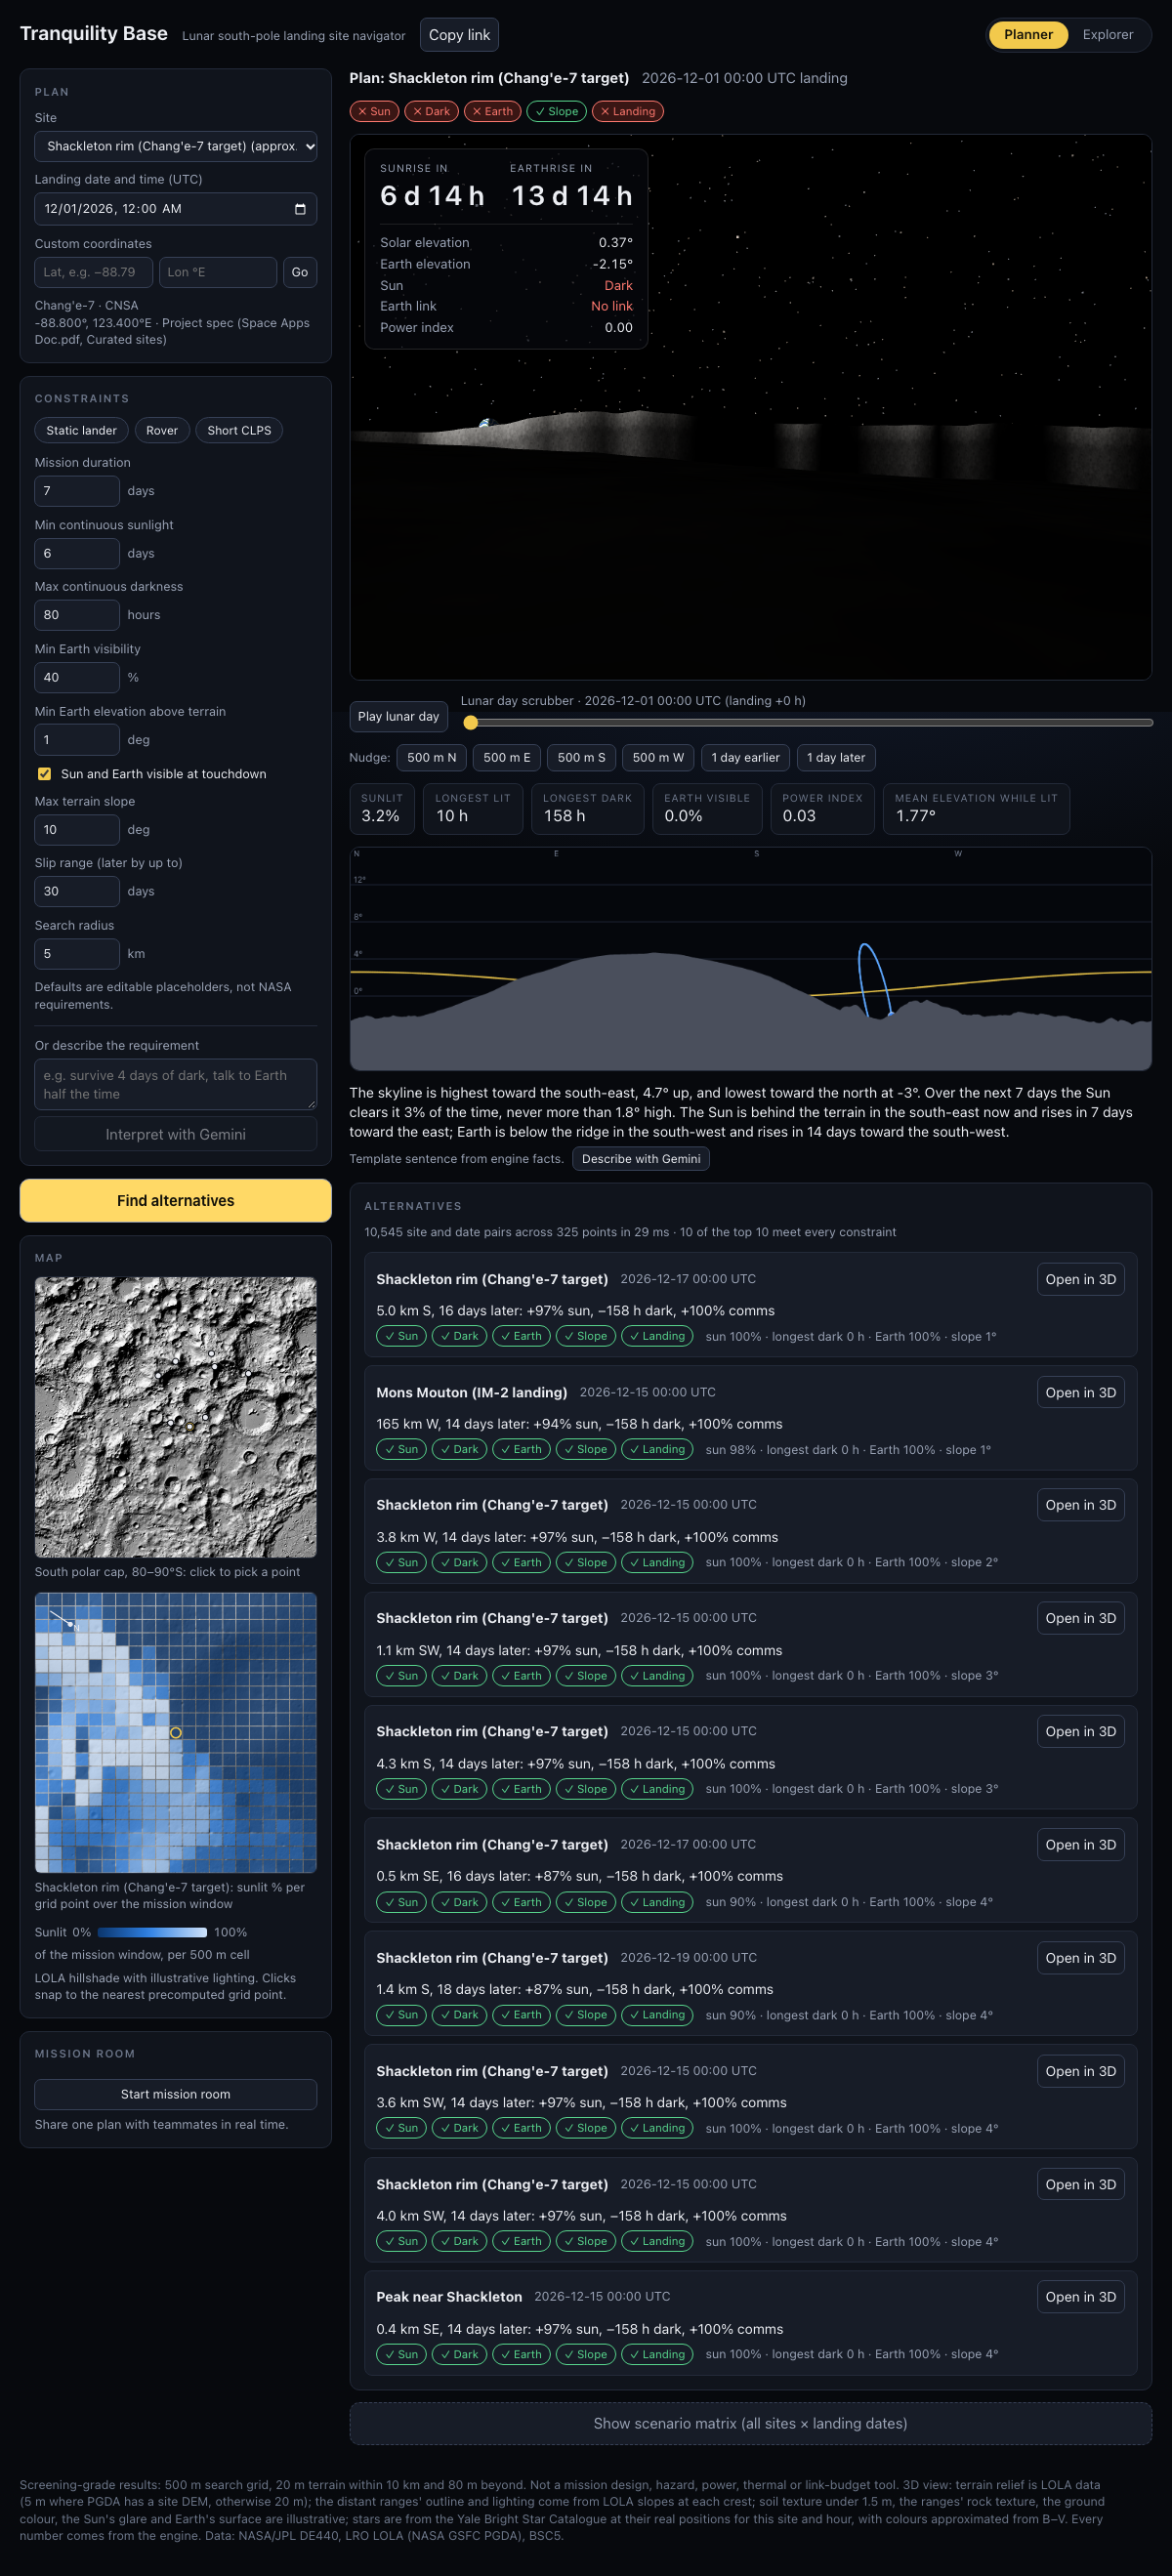 Tranquility Base Lunar south-pole landing site navigator Copy link Planner Explorer
PLAN
Site
Shackleton rim (Chang'e-7 target) (approx.
Landing date and time (UTC)
12/01/2026, 12:00 AM
Custom coordinates
Lat, e.g. −88.79 Lon °E Go
Chang'e-7 · CNSA
-88.800°, 123.400°E · Project spec (Space Apps
Doc.pdf, Curated sites)
CONSTRAINTS
Static lander Rover Short CLPS
Mission duration
7 days
Min continuous sunlight
6 days
Max continuous darkness
80 hours
Min Earth visibility
40 %
Min Earth elevation above terrain
1 deg
Sun and Earth visible at touchdown
Max terrain slope
10 deg
Slip range (later by up to)
30 days
Search radius
5 km
Defaults are editable placeholders, not NASA
requirements.
Or describe the requirement
e.g. survive 4 days of dark, talk to Earth
half the time
Interpret with Gemini
Find alternatives
MAP
South polar cap, 80–90°S: click to pick a point
N
Shackleton rim (Chang'e-7 target): sunlit % per
grid point over the mission window
Sunlit 0% 100%
of the mission window, per 500 m cell
LOLA hillshade with illustrative lighting. Clicks
snap to the nearest precomputed grid point.
MISSION ROOM
Start mission room
Share one plan with teammates in real time.
Plan: Shackleton rim (Chang'e-7 target) 2026-12-01 00:00 UTC landing
✕ Sun ✕ Dark ✕ Earth ✓ Slope ✕ Landing
SUNRISE IN EARTHRISE IN
6 d 14 h 13 d 14 h
Solar elevation 0.37°
Earth elevation -2.15°
Sun Dark
Earth link No link
Power index 0.00
Lunar day scrubber · 2026-12-01 00:00 UTC (landing +0 h)
Play lunar day
Nudge: 500 m N 500 m E 500 m S 500 m W 1 day earlier 1 day later
SUNLIT LONGEST LIT LONGEST DARK EARTH VISIBLE POWER INDEX MEAN ELEVATION WHILE LIT
3.2% 10 h 158 h 0.0% 0.03 1.77°
N E S W
12°
8°
4°
0°
The skyline is highest toward the south-east, 4.7° up, and lowest toward the north at -3°. Over the next 7 days the Sun
clears it 3% of the time, never more than 1.8° high. The Sun is behind the terrain in the south-east now and rises in 7 days
toward the east; Earth is below the ridge in the south-west and rises in 14 days toward the south-west.
Template sentence from engine facts. Describe with Gemini
ALTERNATIVES
10,545 site and date pairs across 325 points in 29 ms · 10 of the top 10 meet every constraint
Shackleton rim (Chang'e-7 target) 2026-12-17 00:00 UTC Open in 3D
5.0 km S, 16 days later: +97% sun, −158 h dark, +100% comms
✓ Sun ✓ Dark ✓ Earth ✓ Slope ✓ Landing sun 100% · longest dark 0 h · Earth 100% · slope 1°
Mons Mouton (IM-2 landing) 2026-12-15 00:00 UTC Open in 3D
165 km W, 14 days later: +94% sun, −158 h dark, +100% comms
✓ Sun ✓ Dark ✓ Earth ✓ Slope ✓ Landing sun 98% · longest dark 0 h · Earth 100% · slope 1°
Shackleton rim (Chang'e-7 target) 2026-12-15 00:00 UTC Open in 3D
3.8 km W, 14 days later: +97% sun, −158 h dark, +100% comms
✓ Sun ✓ Dark ✓ Earth ✓ Slope ✓ Landing sun 100% · longest dark 0 h · Earth 100% · slope 2°
Shackleton rim (Chang'e-7 target) 2026-12-15 00:00 UTC Open in 3D
1.1 km SW, 14 days later: +97% sun, −158 h dark, +100% comms
✓ Sun ✓ Dark ✓ Earth ✓ Slope ✓ Landing sun 100% · longest dark 0 h · Earth 100% · slope 3°
Shackleton rim (Chang'e-7 target) 2026-12-15 00:00 UTC Open in 3D
4.3 km S, 14 days later: +97% sun, −158 h dark, +100% comms
✓ Sun ✓ Dark ✓ Earth ✓ Slope ✓ Landing sun 100% · longest dark 0 h · Earth 100% · slope 3°
Shackleton rim (Chang'e-7 target) 2026-12-17 00:00 UTC Open in 3D
0.5 km SE, 16 days later: +87% sun, −158 h dark, +100% comms
✓ Sun ✓ Dark ✓ Earth ✓ Slope ✓ Landing sun 90% · longest dark 0 h · Earth 100% · slope 4°
Shackleton rim (Chang'e-7 target) 2026-12-19 00:00 UTC Open in 3D
1.4 km S, 18 days later: +87% sun, −158 h dark, +100% comms
✓ Sun ✓ Dark ✓ Earth ✓ Slope ✓ Landing sun 90% · longest dark 0 h · Earth 100% · slope 4°
Shackleton rim (Chang'e-7 target) 2026-12-15 00:00 UTC Open in 3D
3.6 km SW, 14 days later: +97% sun, −158 h dark, +100% comms
✓ Sun ✓ Dark ✓ Earth ✓ Slope ✓ Landing sun 100% · longest dark 0 h · Earth 100% · slope 4°
Shackleton rim (Chang'e-7 target) 2026-12-15 00:00 UTC Open in 3D
4.0 km SW, 14 days later: +97% sun, −158 h dark, +100% comms
✓ Sun ✓ Dark ✓ Earth ✓ Slope ✓ Landing sun 100% · longest dark 0 h · Earth 100% · slope 4°
Peak near Shackleton 2026-12-15 00:00 UTC Open in 3D
0.4 km SE, 14 days later: +97% sun, −158 h dark, +100% comms
✓ Sun ✓ Dark ✓ Earth ✓ Slope ✓ Landing sun 100% · longest dark 0 h · Earth 100% · slope 4°
Show scenario matrix (all sites × landing dates)
Screening-grade results: 500 m search grid, 20 m terrain within 10 km and 80 m beyond. Not a mission design, hazard, power, thermal or link-budget tool. 3D view: terrain relief is LOLA data
(5 m where PGDA has a site DEM, otherwise 20 m); the distant ranges' outline and lighting come from LOLA slopes at each crest; soil texture under 1.5 m, the ranges' rock texture, the ground
colour, the Sun's glare and Earth's surface are illustrative; stars are from the Yale Bright Star Catalogue at their real positions for this site and hour, with colours approximated from B−V. Every
number comes from the engine. Data: NASA/JPL DE440, LRO LOLA (NASA GSFC PGDA), BSC5.